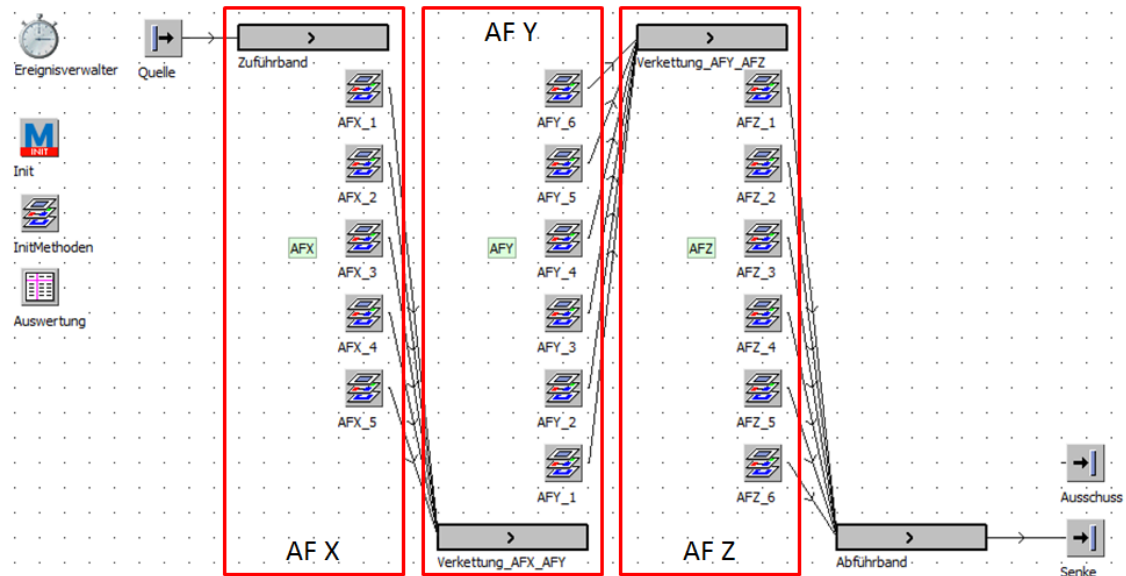 Ereignisverwalter
Quelle
Zuführband
AF Y
Verkettung_AFY_AFZ
M
INIT
Init
InitMethoden
Auswertung
AFX
AFX_1
AFX_2
AFX_3
AFX_4
AFX_5
AF X
AFY
AFY_6
AFY_5
AFY_4
AFY_3
AFY_2
AFY_1
Verkettung_AFX_AFY
AFZ
AFZ_1
AFZ_2
AFZ_3
AFZ_4
AFZ_5
AFZ_6
AF Z
Abführband
Ausschuss
Senke